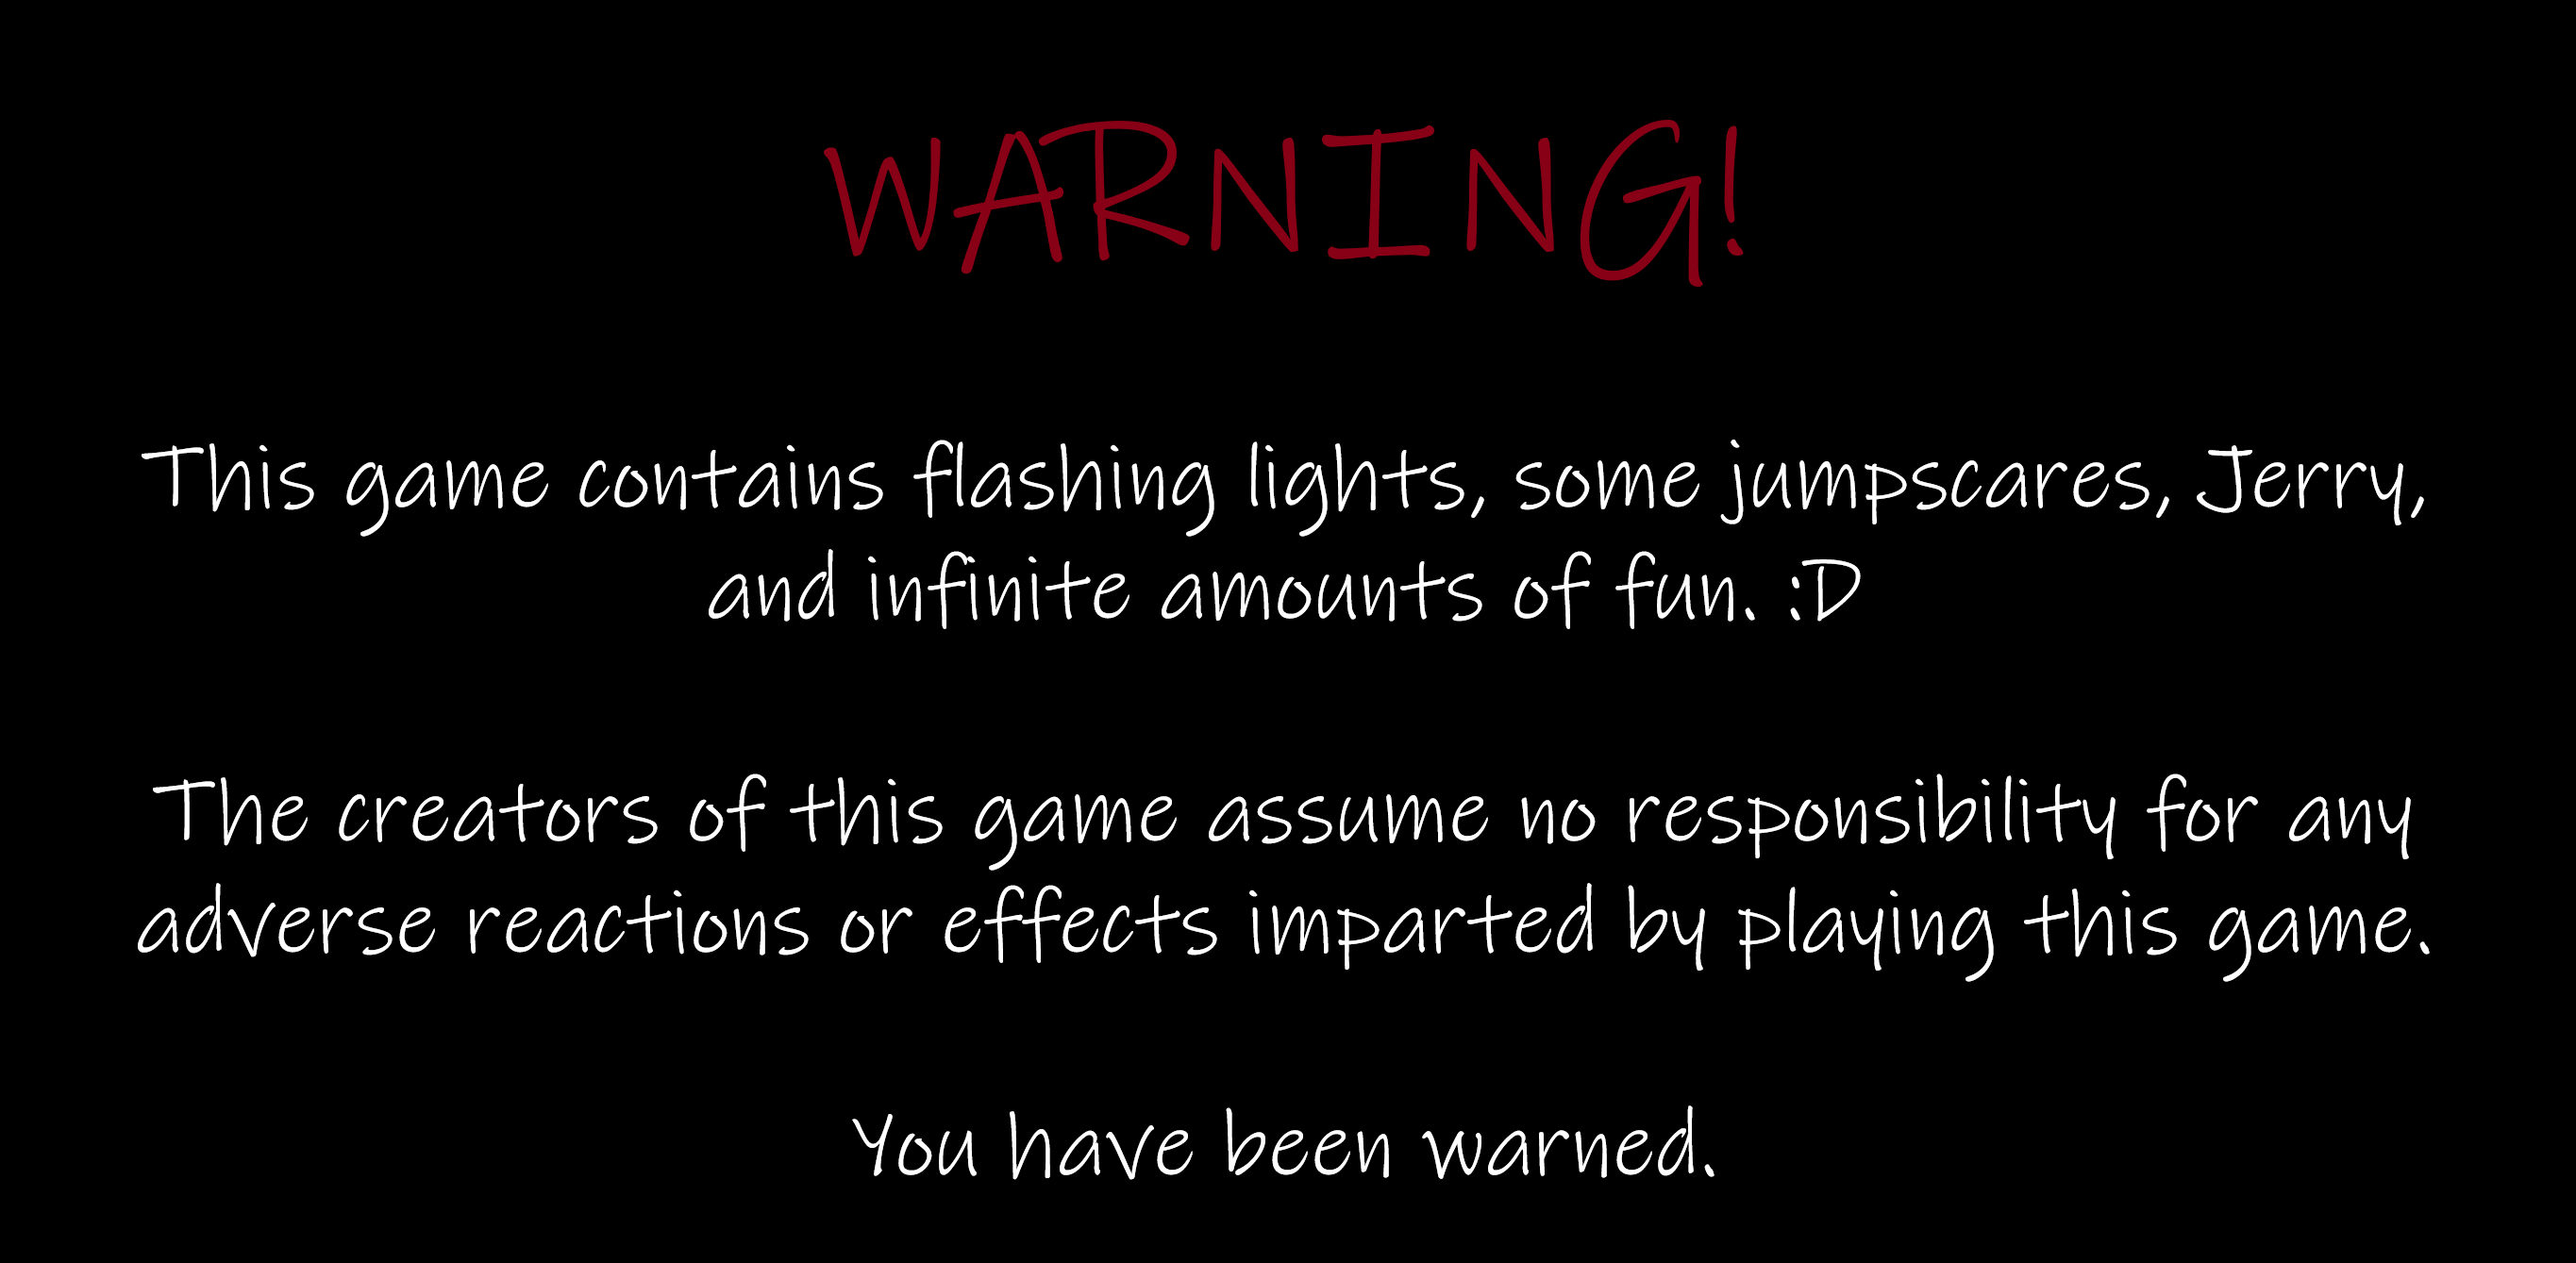 WARNING!
This game contains flashing lights, some jumpscares, Jerry,
and infinite amounts of fun. :D
The creators of this game assume no responsibility for any
adverse reactions or effects imparted by playing this game.
You have been warned.